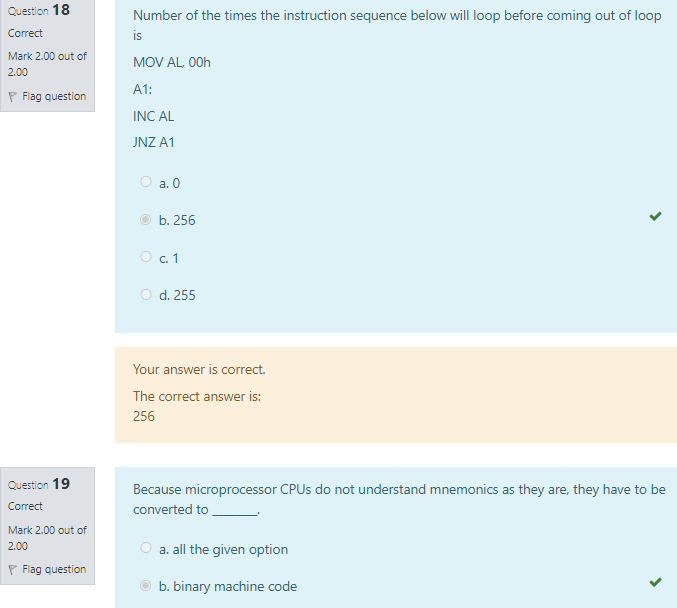 Question 18
Correct
Mark 2.00 out of
2.00
Flag question
Number of the times the instruction sequence below will loop before coming out of loop
is
MOV AL, 00h
A1:
INC AL
JNZ A1
a. 0
b. 256
c. 1
d. 255
Your answer is correct.
The correct answer is:
256
Question 19
Correct
Mark 2.00 out of
2.00
Flag question
Because microprocessor CPUs do not understand mnemonics as they are, they have to be
converted to _______.
a. all the given option
b. binary machine code